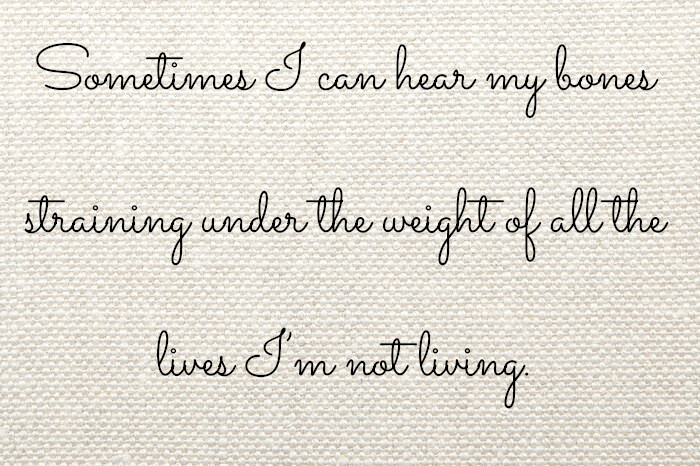 Sometimes I can hear my bones
straining under the weight of all the
lives I'm not living.